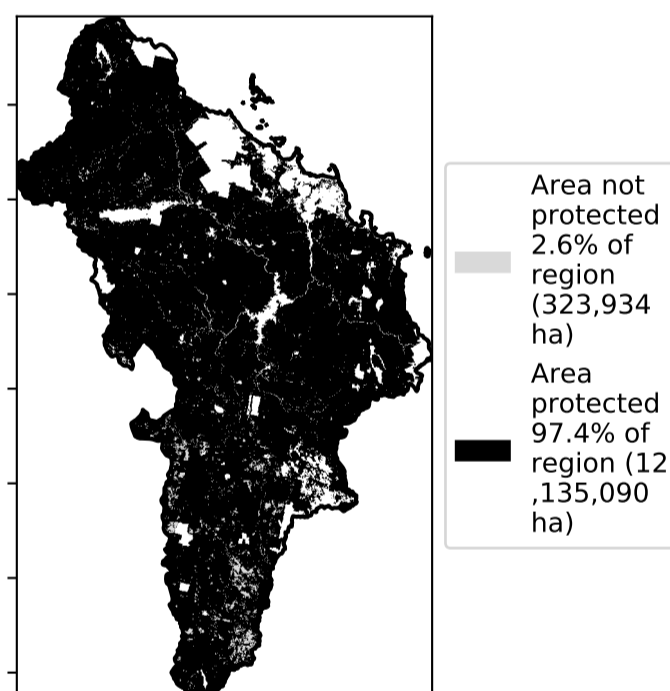 Area not
protected
2.6% of
region
(323,934
ha)
Area
protected
97.4% of
region (12
,135,090
ha)